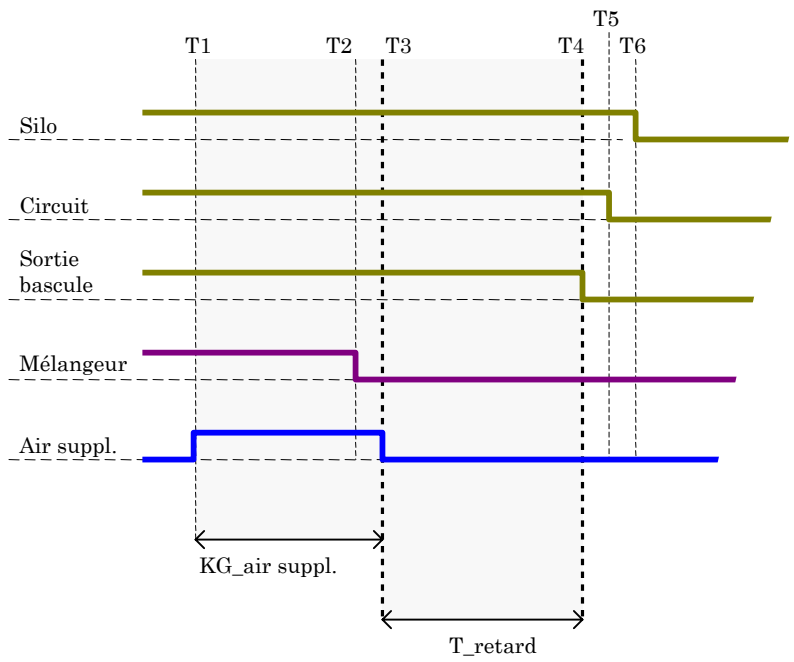 T5
T1
T2
T3
T4
T6
Silo
Circuit
Sortie
bascule
Mélangeur
Air suppl.
KG_air suppl.
T_retard